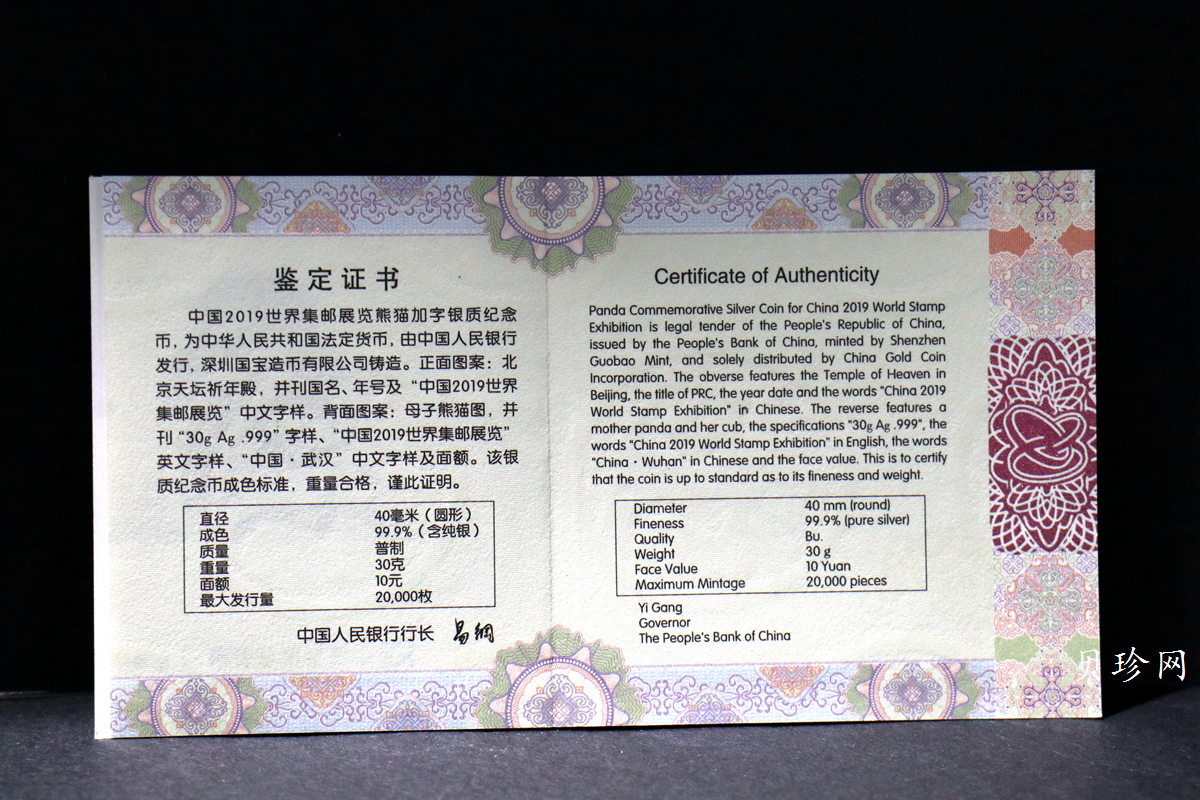 鉴定证书
中国2019世界集邮展览熊猫加字银质纪念
币，为中华人民共和国法定货币，由中国人民银行
发行，深圳国宝造币有限公司铸造。正面图案：北
京天坛祈年殿，并刊国名、年号及“中国2019世界
集邮展览”中文字样。背面图案：母子熊猫图，并
刊“30g Ag .999”字样、“中国2019世界集邮展览”
英文字样、“中国·武汉”中文字样及面额。该银
质纪念币成色标准，重量合格，谨此证明。
直径 40毫米（圆形）
成色 99.9%（含纯银）
质量 普制
重量 30克
面额 10元
最大发行量 20,000枚
中国人民银行行长 易纲
Certificate of Authenticity
Panda Commemorative Silver Coin for China 2019 World Stamp
Exhibition is legal tender of the People's Republic of China,
issued by the People's Bank of China, minted by Shenzhen
Guobao Mint, and solely distributed by China Gold Coin
Incorporation. The obverse features the Temple of Heaven in
Beijing, the title of PRC, the year date and the words "China 2019
World Stamp Exhibition" in Chinese. The reverse features a
mother panda and her cub, the specifications "30g Ag .999", the
words "China 2019 World Stamp Exhibition" in English, the words
"China · Wuhan" in Chinese and the face value. This is to certify
that the coin is up to standard as to its fineness and weight.
Diameter 40 mm (round)
Fineness 99.9% (pure silver)
Quality Bu.
Weight 30 g
Face Value 10 Yuan
Maximum Mintage 20,000 pieces
Yi Gang
Governor
The People's Bank of China
贝珍网